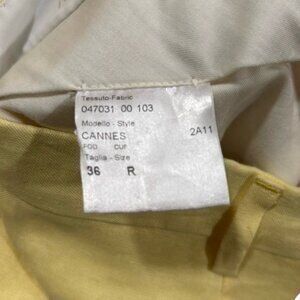 Tessuto-Fabric
047031 00 103
Modello - Style
CANNES 2A11
FOD CUF
Taglia - Size
36 R